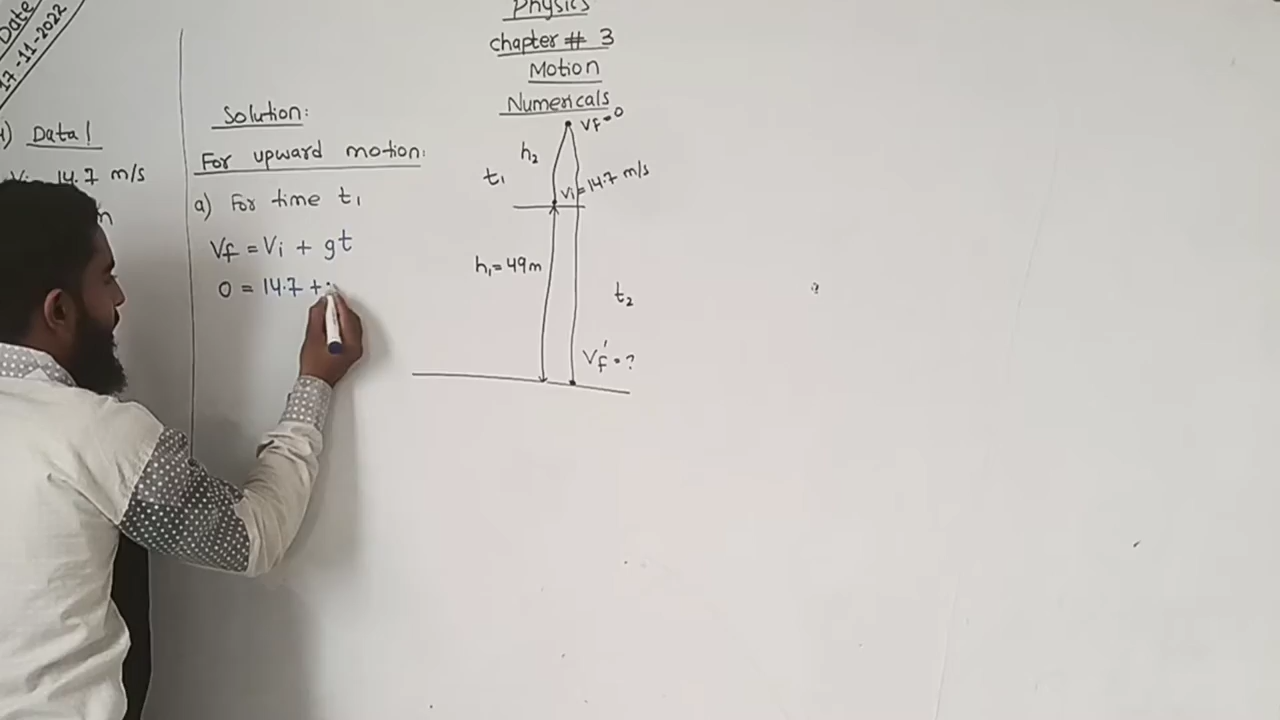 Date
17-11-2022
Physics
chapter # 3
Motion
Numericals
Data!
14.7 m/s
m
Solution:
For upward motion:
a) For time t₁
Vf = Vi + gt
0 = 14.7 +
Vf = 0
h₂
t₁
Vi = 14.7 m/s
h₁ = 49m
t₂
Vf' = ?